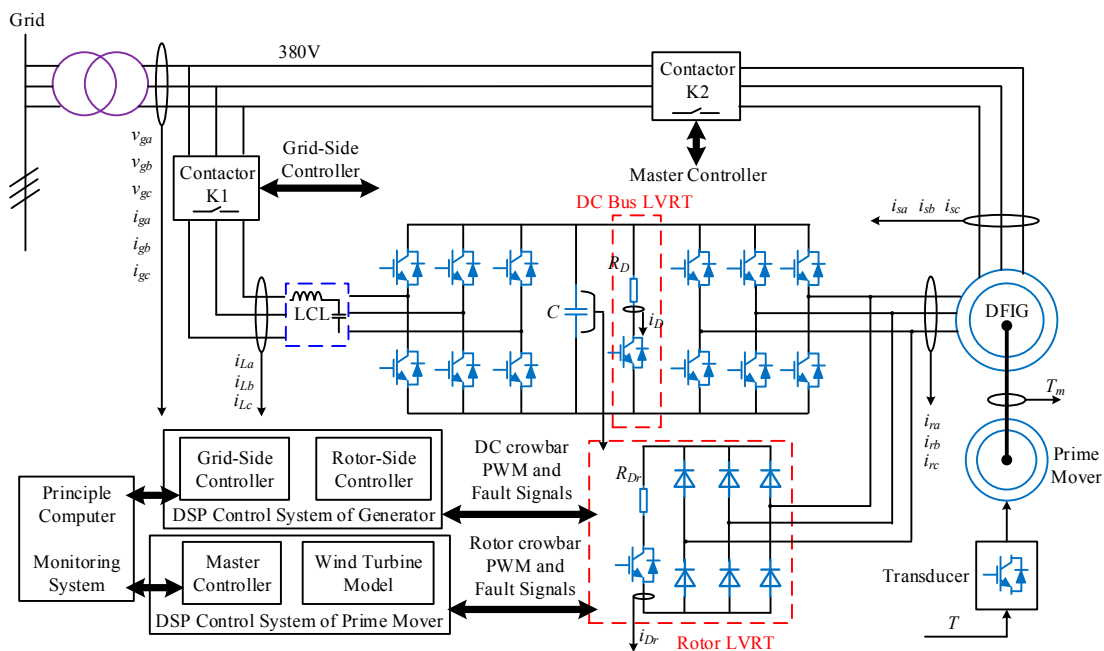 Grid
380V
Contactor
K2
v_ga
v_gb
v_gc
i_ga
i_gb
i_gc
Contactor
K1
Grid-Side
Controller
Master Controller
DC Bus LVRT
i_sa i_sb i_sc
R_D
LCL
C
i_D
DFIG
i_La
i_Lb
i_Lc
T_m
i_ra
i_rb
i_rc
Prime
Mover
Grid-Side
Controller
Rotor-Side
Controller
DSP Control System of Generator
DC crowbar
PWM and
Fault Signals
R_Dr
Principle
Computer
Monitoring
System
Master
Controller
Wind Turbine
Model
DSP Control System of Prime Mover
Rotor crowbar
PWM and
Fault Signals
Transducer
T
i_Dr
Rotor LVRT